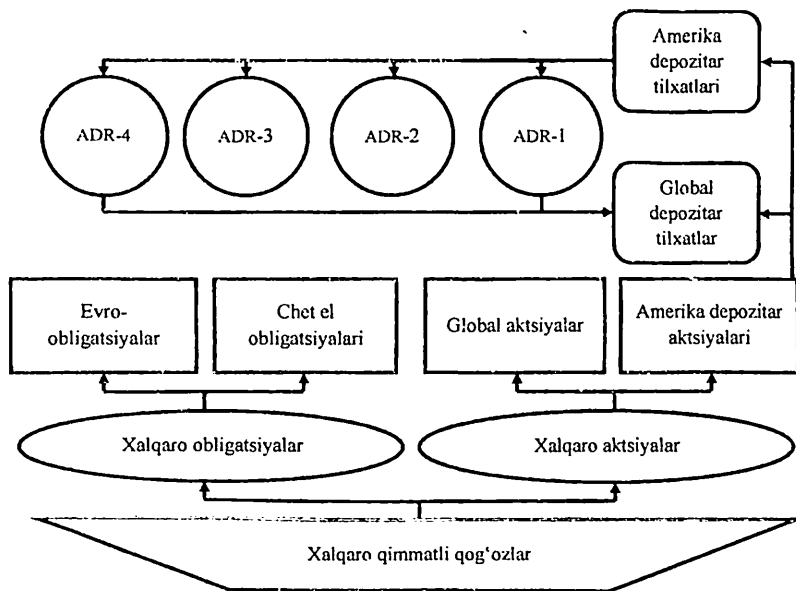 Amerika
depozitar
tilxatlari
ADR-4
ADR-3
ADR-2
ADR-1
Global
depozitar
tilxatlar
Evro-
obligatsiyalar
Chet el
obligatsiyalari
Global aktsiyalar
Amerika depozitar
aktsiyalari
Xalqaro obligatsiyalar
Xalqaro aktsiyalar
Xalqaro qimmatli qog‘ozlar